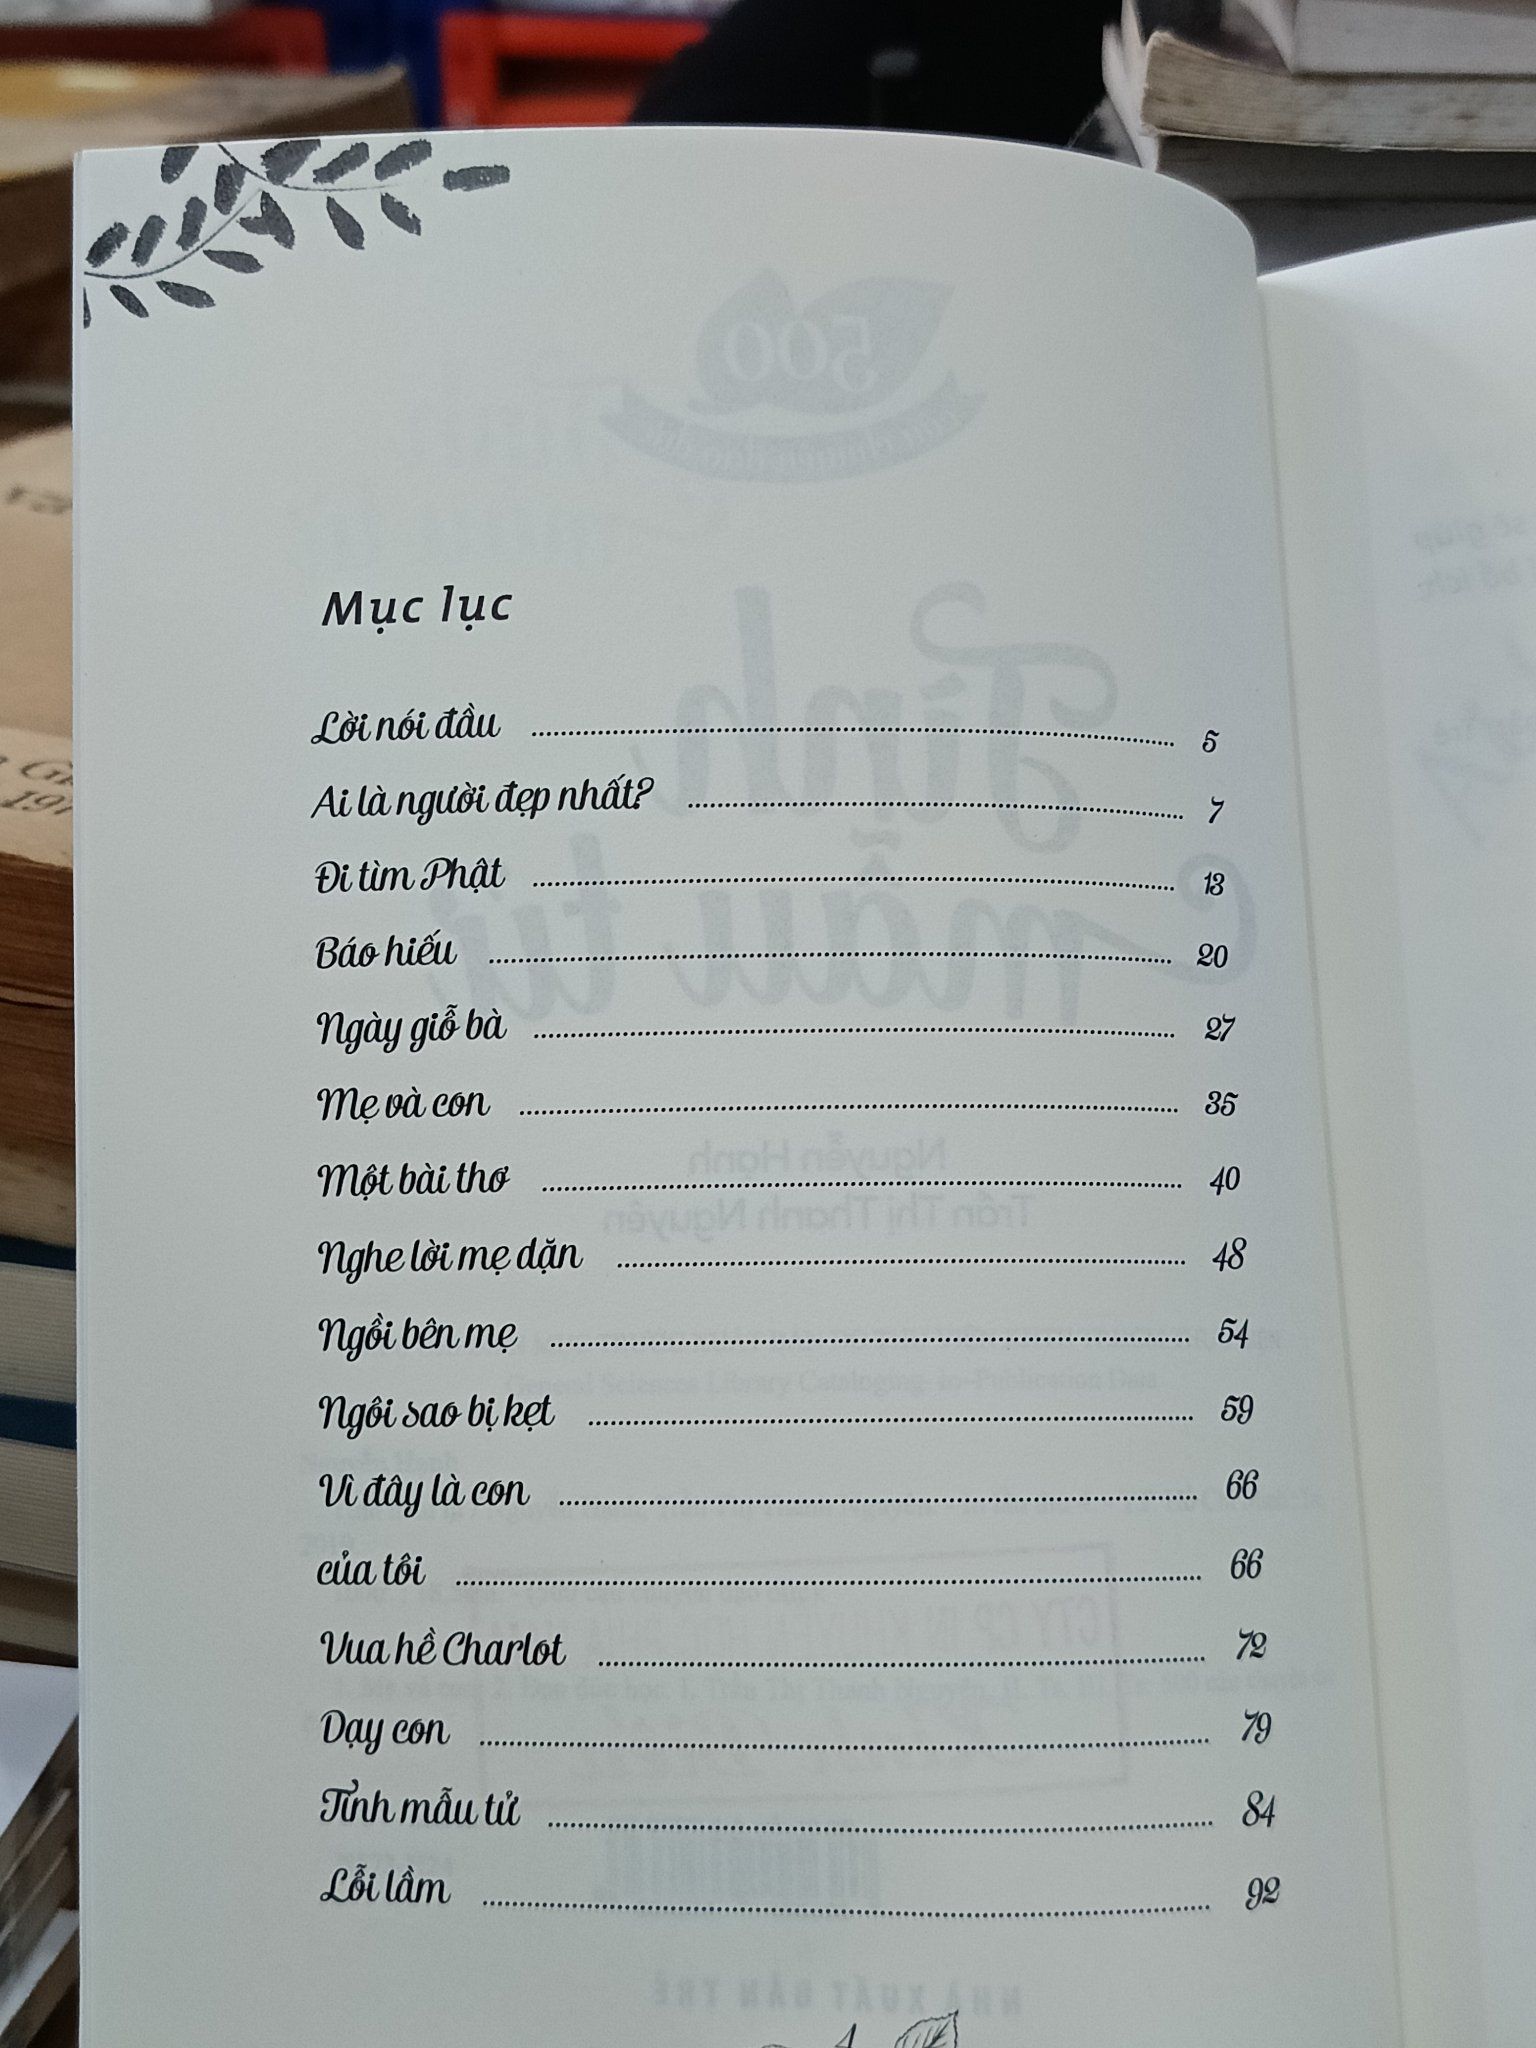 Mục lục
Lời nói đầu ........ 5
Ai là người đẹp nhất? ........ 7
Đi tìm Phật ........ 13
Báo hiếu ........ 20
Ngày giỗ bà ........ 27
Mẹ và con ........ 35
Một bài thơ ........ 40
Nghe lời mẹ dặn ........ 48
Ngồi bên mẹ ........ 54
Ngôi sao bị kẹt ........ 59
Vì đây là con ........ 66
của tôi ........ 66
Vua hề Charlot ........ 72
Dạy con ........ 79
Tình mẫu tử ........ 84
Lỗi lầm ........ 92
4